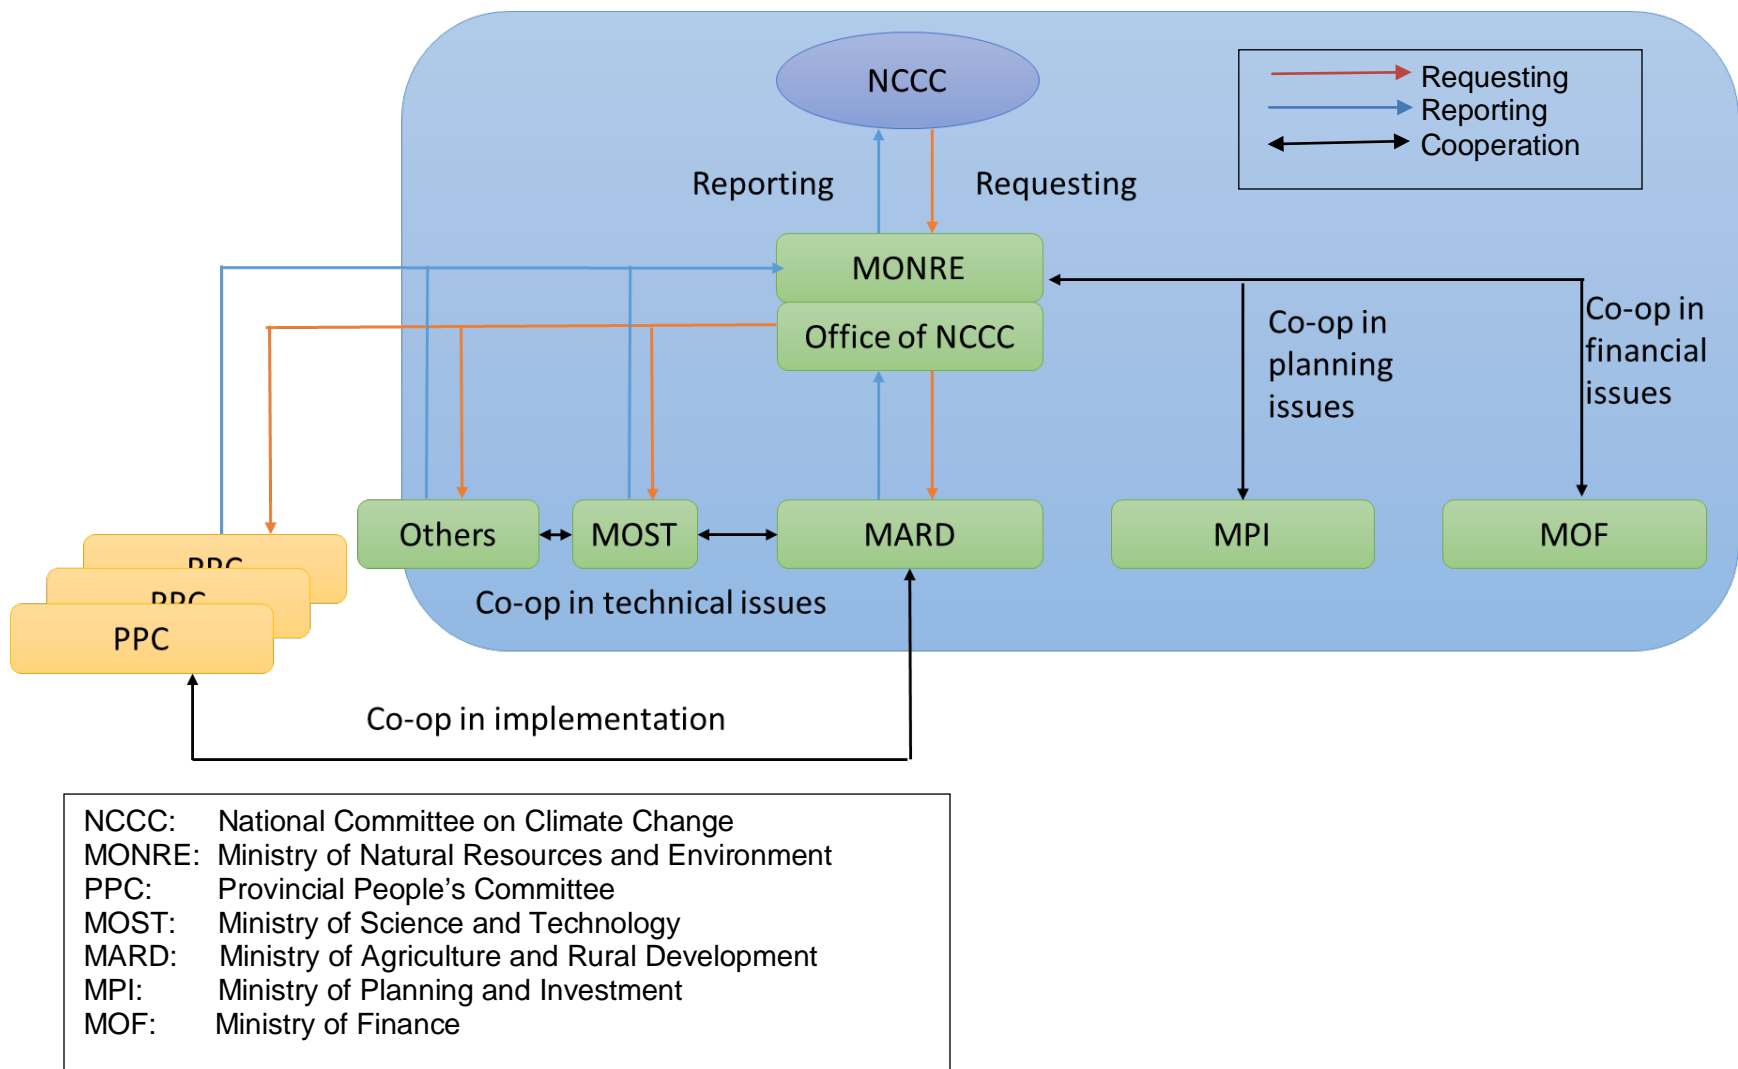 NCCC
Requesting
Reporting
Cooperation
Reporting
Requesting
MONRE
Office of NCCC
Co-op in
planning
issues
Co-op in
financial
issues
Others
MOST
MARD
MPI
MOF
PPC
PPC
PPC
Co-op in technical issues
Co-op in implementation
NCCC: National Committee on Climate Change
MONRE: Ministry of Natural Resources and Environment
PPC: Provincial People’s Committee
MOST: Ministry of Science and Technology
MARD: Ministry of Agriculture and Rural Development
MPI: Ministry of Planning and Investment
MOF: Ministry of Finance